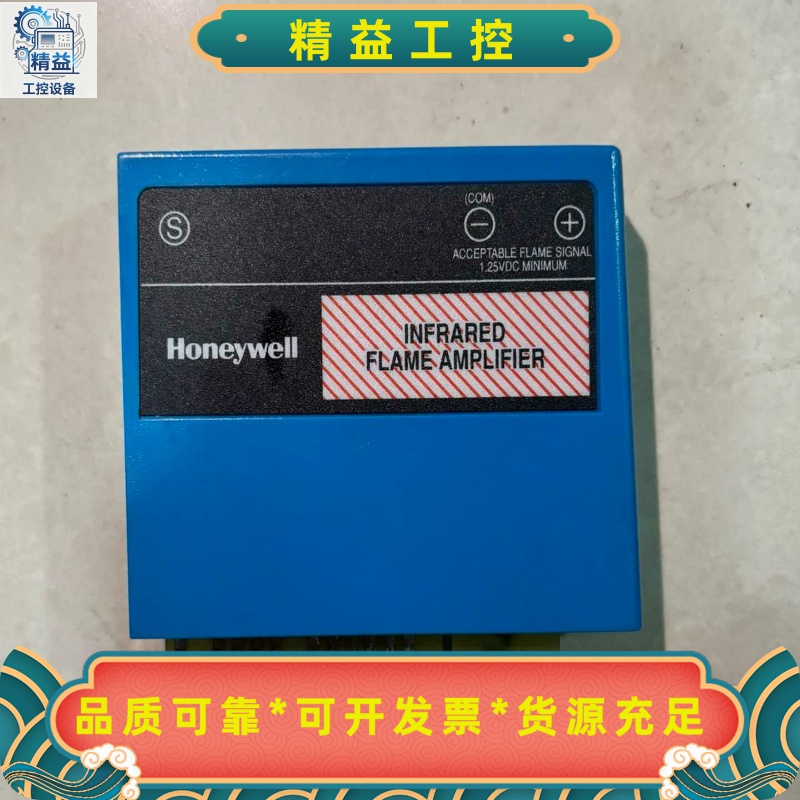 精益工控
精益
工控设备
(COM)
S
−
+
ACCEPTABLE FLAME SIGNAL
1.25VDC MINIMUM
Honeywell
INFRARED
FLAME AMPLIFIER
品质可靠*可开发票*货源充足